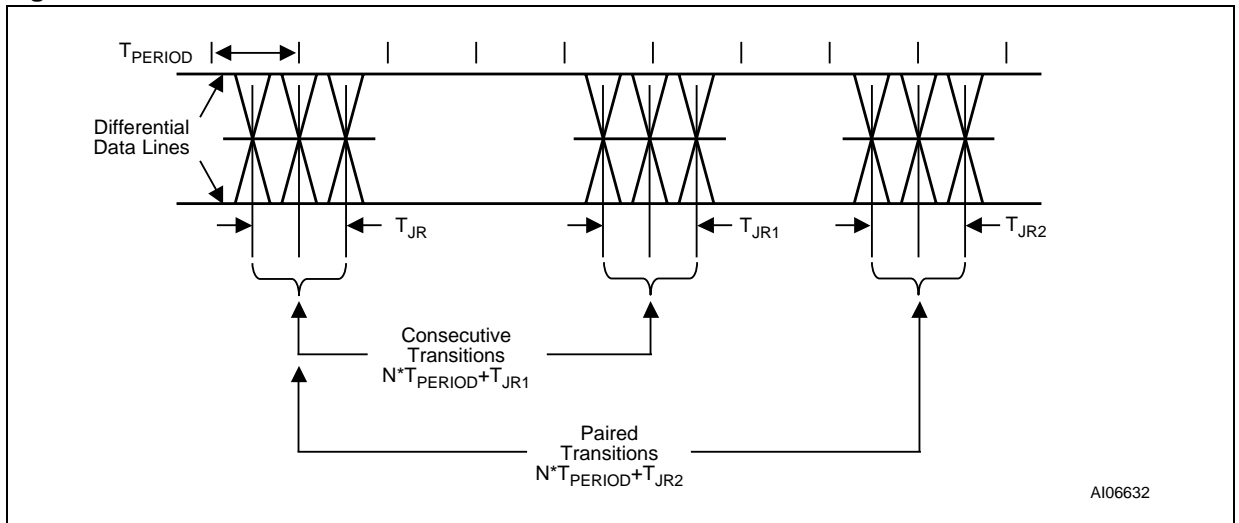 TPERIOD
Differential
Data Lines
TJR
TJR1
TJR2
Consecutive
Transitions
N*TPERIOD+TJR1
Paired
Transitions
N*TPERIOD+TJR2
AI06632